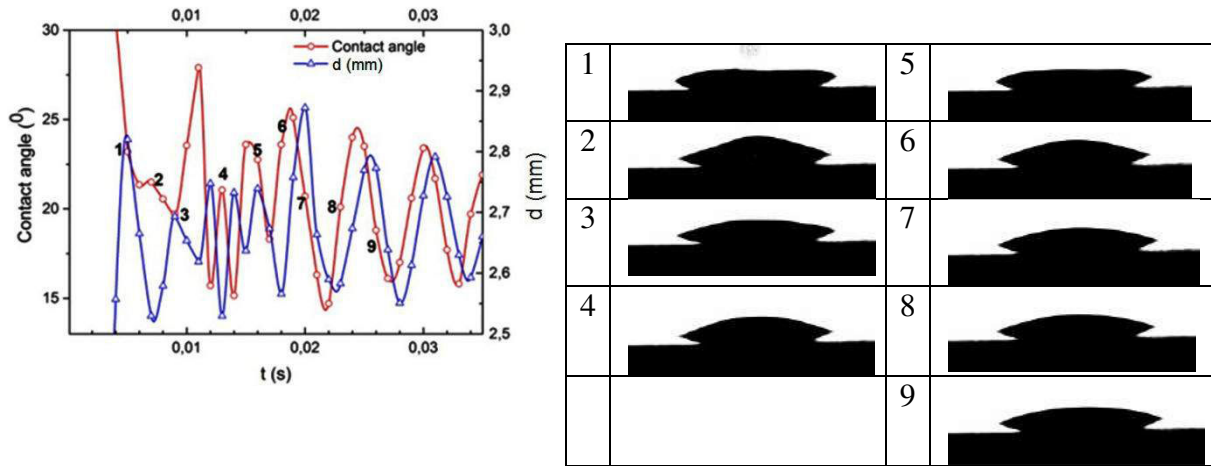 0,01 0,02 0,03
30 3,0
Contact angle
d (mm)
25 2,9
20 2,8
15 2,7
2,6
2,5
Contact angle (⁰)
d (mm)
1 2 3 4 5 6 7 8 9
0,01 0,02 0,03
t (s)
1 5
2 6
3 7
4 8
9